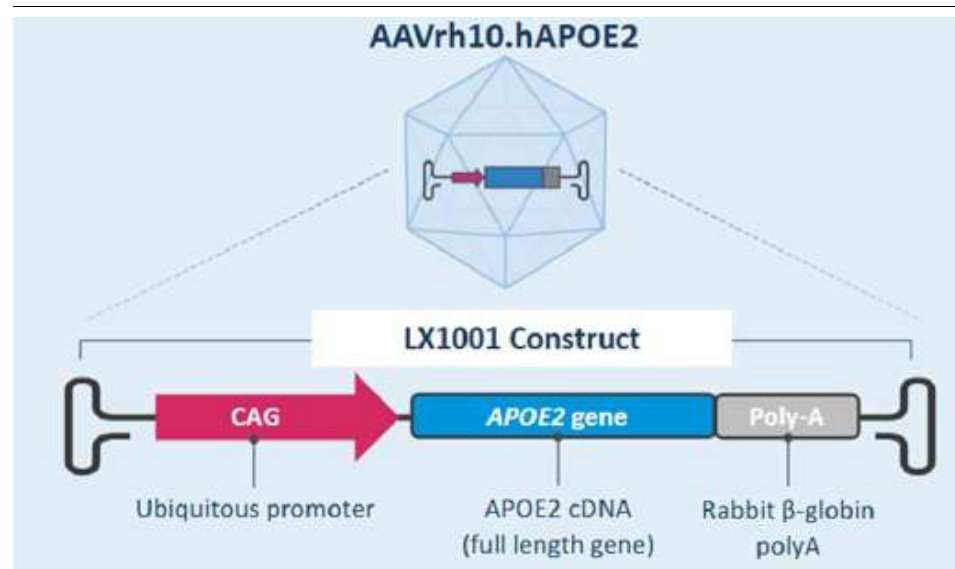 AAVrh10.hAPOE2
LX1001 Construct
CAG
APOE2 gene
Poly-A
Ubiquitous promoter
APOE2 cDNA
(full length gene)
Rabbit β-globin
polyA